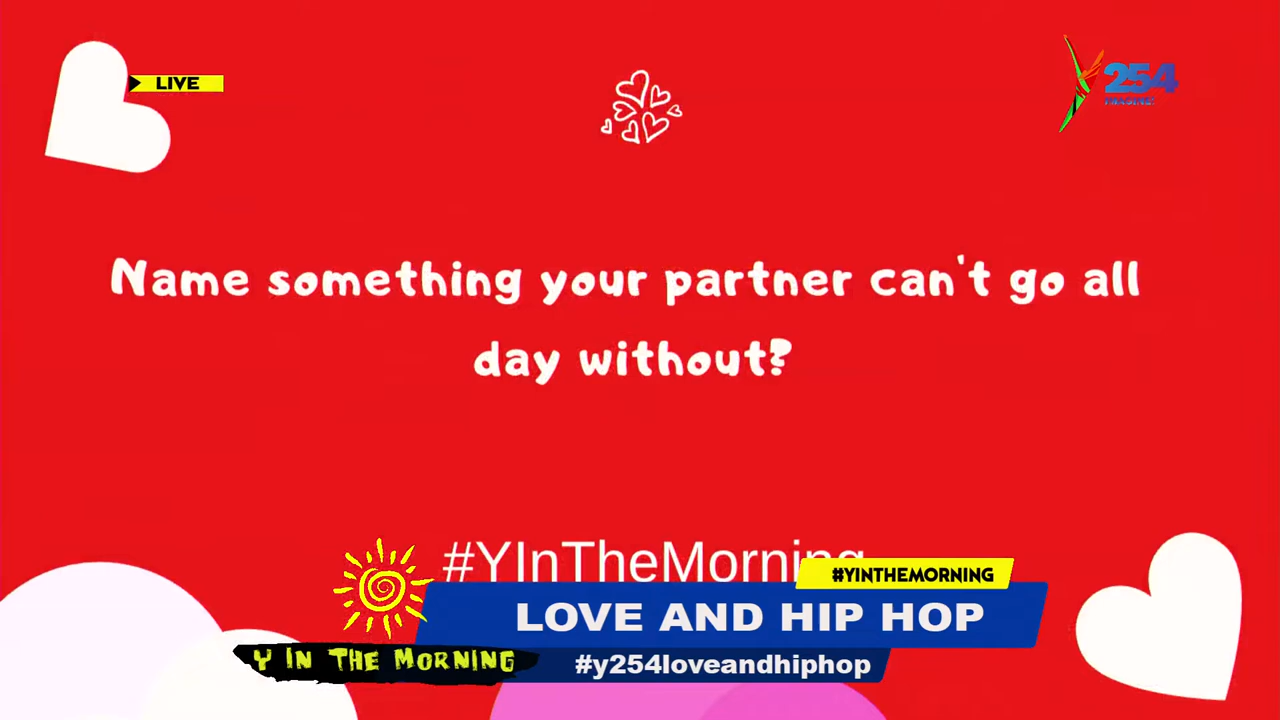 LIVE
254
Name something your partner can't go all
day without?
#YInTheMorning
#YINTHEMORNING
LOVE AND HIP HOP
Y IN THE MORNING
#y254loveandhiphop